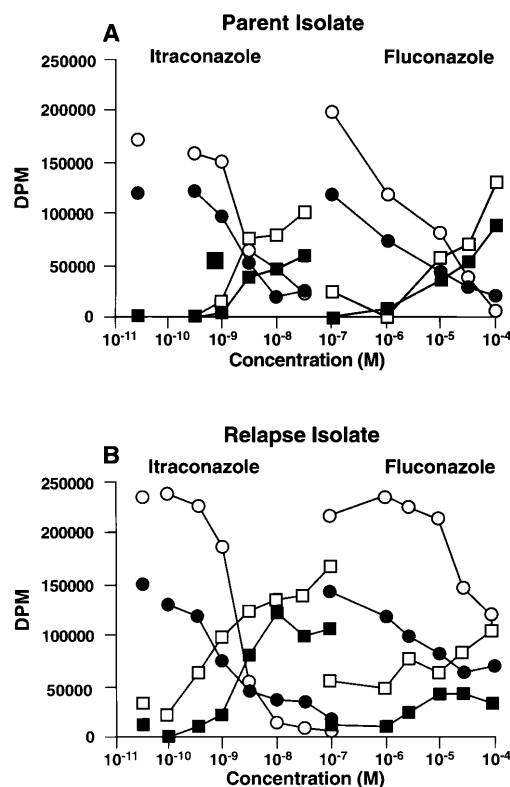 A
Parent Isolate
Itraconazole Fluconazole
250000
200000
150000
100000
50000
0
DPM
10-11 10-10 10-9 10-8 10-7 10-6 10-5 10-4
Concentration (M)
B
Relapse Isolate
Itraconazole Fluconazole
250000
200000
150000
100000
50000
0
DPM
10-11 10-10 10-9 10-8 10-7 10-6 10-5 10-4
Concentration (M)